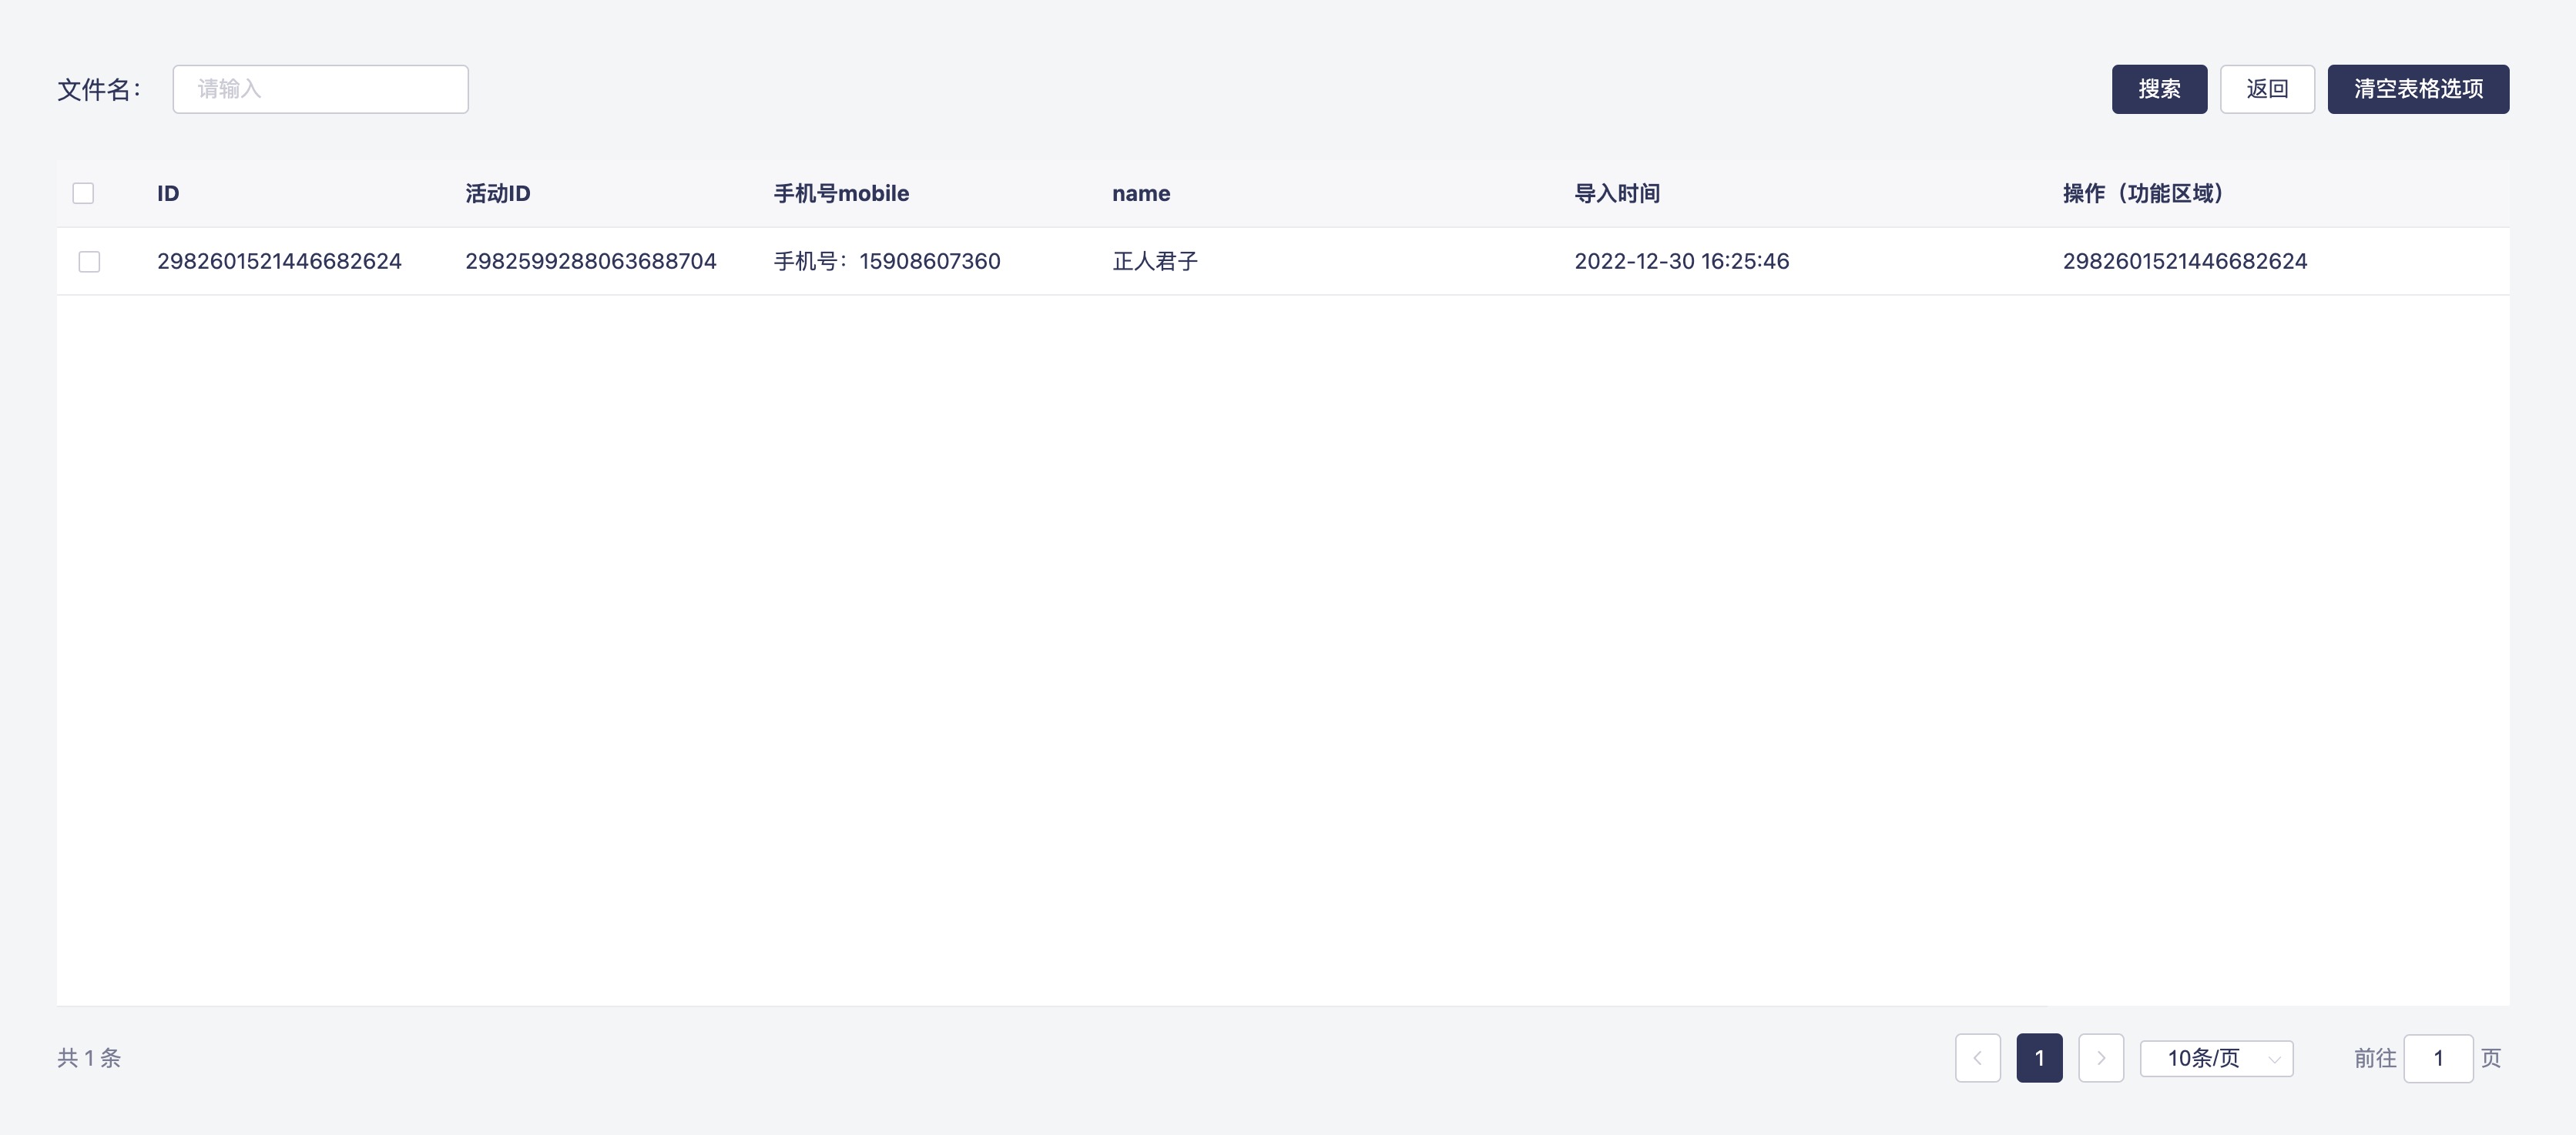 文件名： 请输入 搜索 返回 清空表格选项
ID 活动ID 手机号mobile name 导入时间 操作（功能区域）
2982601521446682624 2982599288063688704 手机号：15908607360 正人君子 2022-12-30 16:25:46 2982601521446682624
共 1 条 1 10条/页 前往 1 页